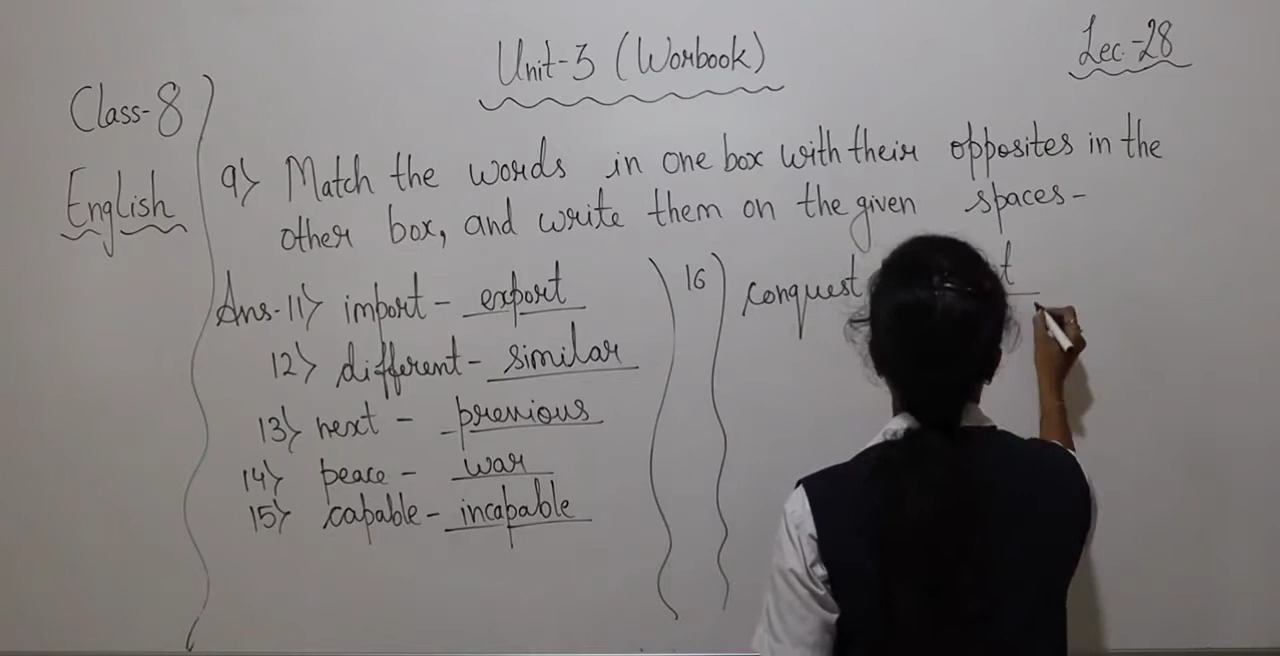 Unit-3 (Worbook)
Lec.-28
Class-8
English
9) Match the words in one box with their opposites in the
other box, and write them on the given spaces-
Ans-11) import - export
12) different - similar
13) next - previous
14) peace - war
15) capable - incapable
16) conquest